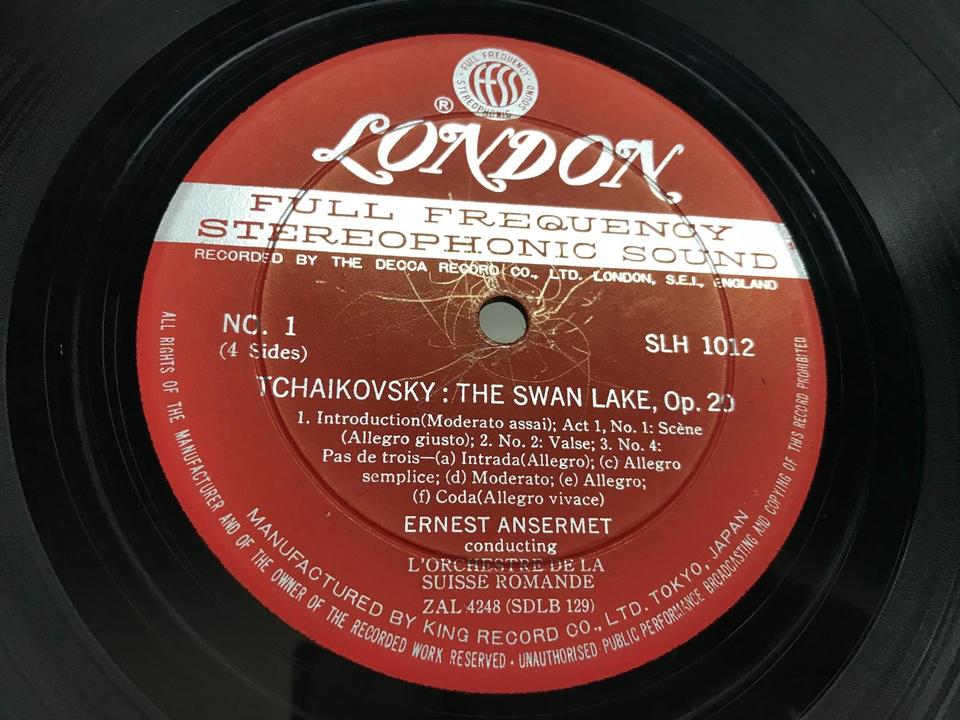 FULL FREQUENCY
ffss
STEREOPHONIC SOUND
®
LONDON
FULL FREQUENCY
STEREOPHONIC SOUND
RECORDED BY THE DECCA RECORD CO., LTD. LONDON, S.E.I., ENGLAND
NO. 1
(4 Sides)
SLH 1012
TCHAIKOVSKY : THE SWAN LAKE, Op. 20
1. Introduction(Moderato assai); Act 1, No. 1: Scène
(Allegro giusto); 2. No. 2: Valse; 3. No. 4:
Pas de trois—(a) Intrada(Allegro); (c) Allegro
semplice; (d) Moderato; (e) Allegro;
(f) Coda(Allegro vivace)
ERNEST ANSERMET
conducting
L'ORCHESTRE DE LA
SUISSE ROMANDE
ZAL 4248 (SDLB 129)
MANUFACTURED BY KING RECORD CO., LTD. TOKYO, JAPAN
ALL RIGHTS OF THE MANUFACTURER AND OF THE OWNER OF THE RECORDED WORK RESERVED · UNAUTHORISED PUBLIC PERFORMANCE BROADCASTING AND COPYING OF THIS RECORD PROHIBITED